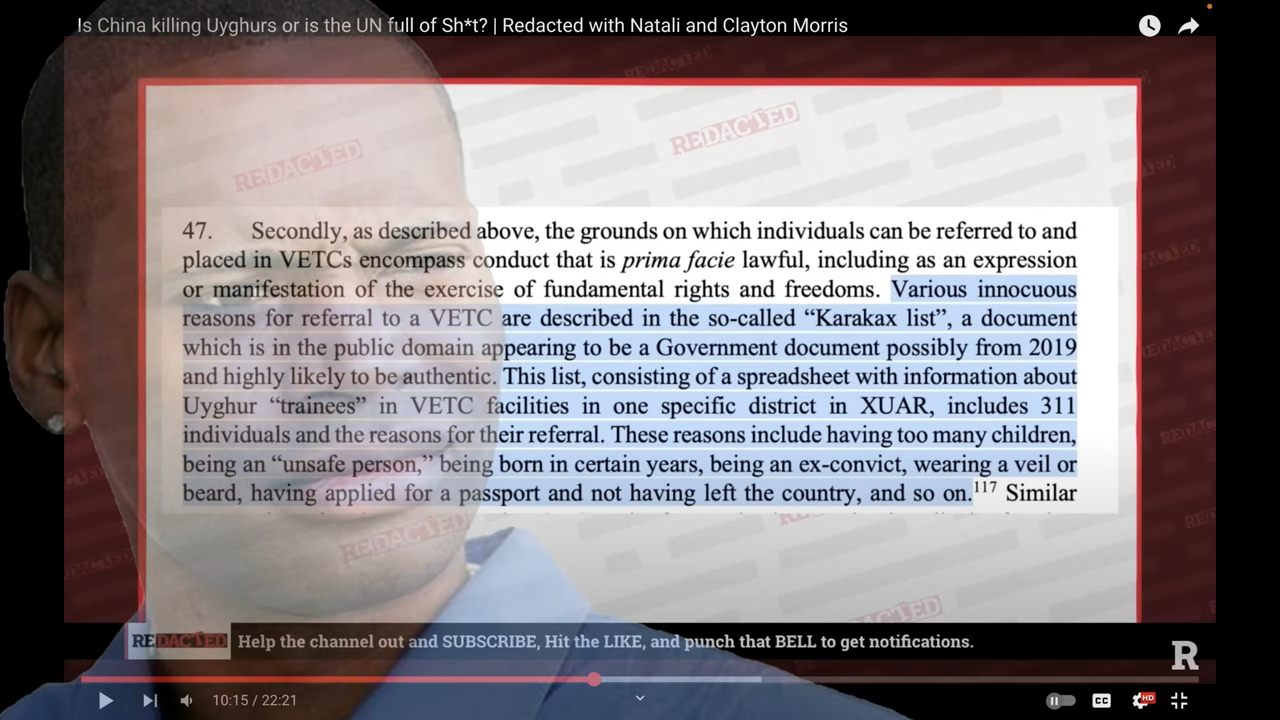 Is China killing Uyghurs or is the UN full of Sh*t? | Redacted with Natali and Clayton Morris
REDACTED
REDACTED
REDACTED
47. Secondly, as described above, the grounds on which individuals can be referred to and
placed in VETCs encompass conduct that is prima facie lawful, including as an expression
or manifestation of the exercise of fundamental rights and freedoms. Various innocuous
reasons for referral to a VETC are described in the so-called “Karakax list”, a document
which is in the public domain appearing to be a Government document possibly from 2019
and highly likely to be authentic. This list, consisting of a spreadsheet with information about
Uyghur “trainees” in VETC facilities in one specific district in XUAR, includes 311
individuals and the reasons for their referral. These reasons include having too many children,
being an “unsafe person,” being born in certain years, being an ex-convict, wearing a veil or
beard, having applied for a passport and not having left the country, and so on.117 Similar
REDACTED
REDACTED
REDACTED Help the channel out and SUBSCRIBE, Hit the LIKE, and punch that BELL to get notifications.
R
10:15 / 22:21
CC
HD